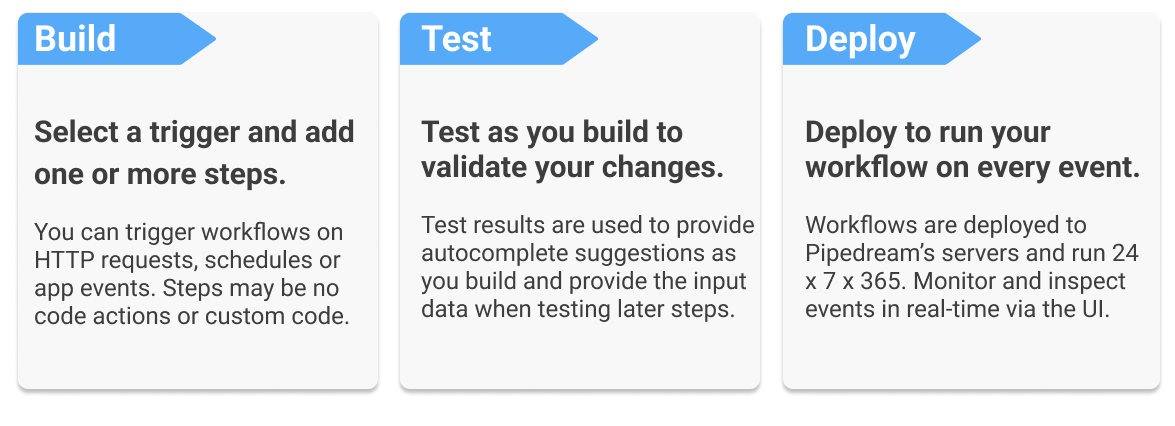 Build
Select a trigger and add
one or more steps.
You can trigger workflows on
HTTP requests, schedules or
app events. Steps may be no
code actions or custom code.
Test
Test as you build to
validate your changes.
Test results are used to provide
autocomplete suggestions as
you build and provide the input
data when testing later steps.
Deploy
Deploy to run your
workflow on every event.
Workflows are deployed to
Pipedream’s servers and run 24
x 7 x 365. Monitor and inspect
events in real-time via the UI.